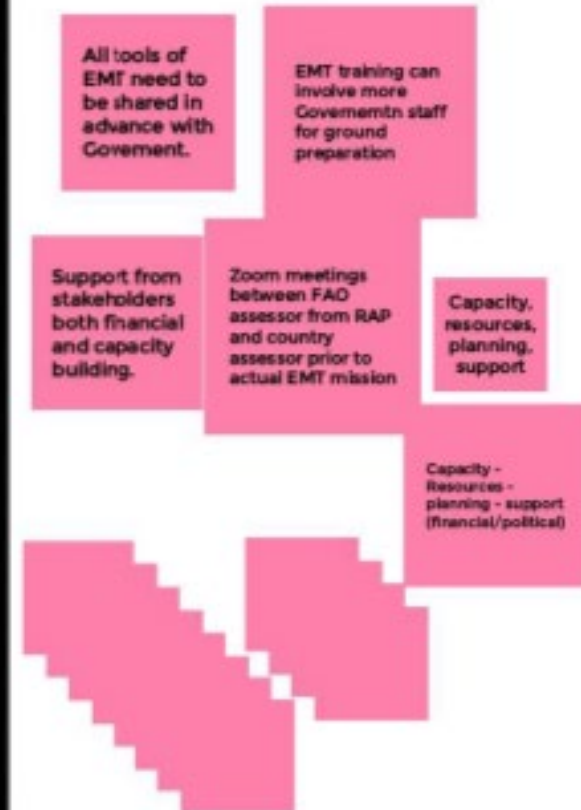 All tools of
EMT need to
be shared in
advance with
Govement.
EMT training can
involve more
Governemtn staff
for ground
preparation
Support from
stakeholders
both financial
and capacity
building.
Zoom meetings
between FAO
assessor from RAP
and country
assessor prior to
actual EMT mission
Capacity,
resources,
planning,
support
Capacity -
Resources -
planning - support
(financial/political)